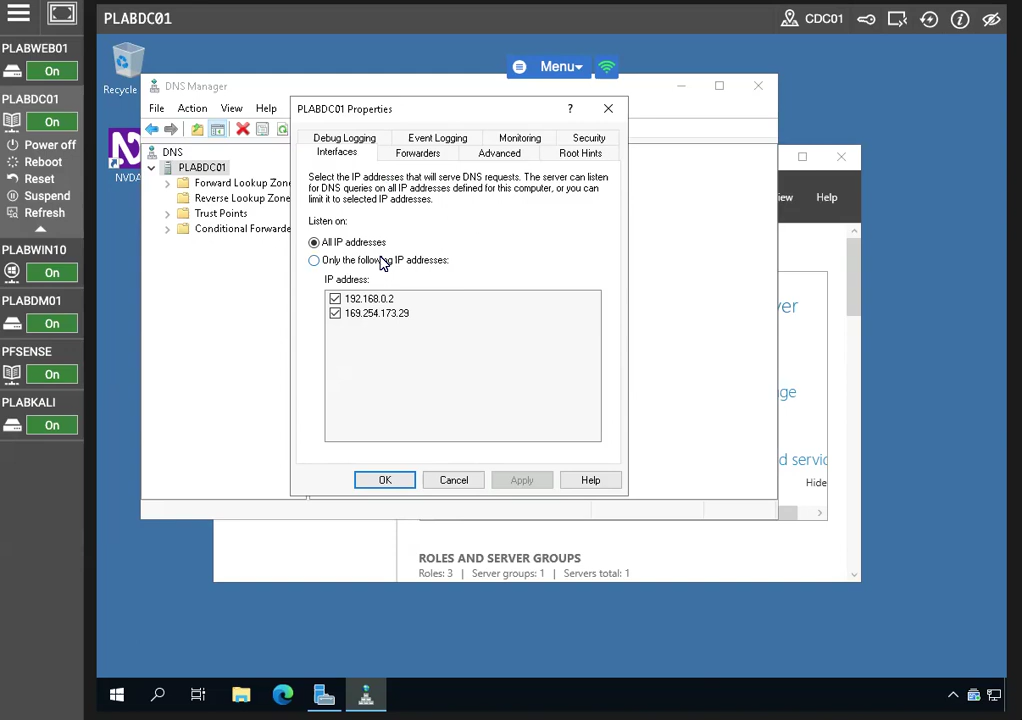 PLABDC01
CDC01
PLABWEB01
On
PLABDC01
On
Power off
Reboot
Reset
Suspend
Refresh
PLABWIN10
On
PLABDM01
On
PFSENSE
On
PLABKALI
On
Recycle
NVDA
Menu
DNS Manager
File Action View Help
DNS
PLABDC01
Forward Lookup Zone
Reverse Lookup Zone
Trust Points
Conditional Forwarde
PLABDC01 Properties
?
Debug Logging Event Logging Monitoring Security
Interfaces Forwarders Advanced Root Hints
Select the IP addresses that will serve DNS requests. The server can listen
for DNS queries on all IP addresses defined for this computer, or you can
limit it to selected IP addresses.
Listen on:
All IP addresses
Only the following IP addresses:
IP address:
192.168.0.2
169.254.173.29
OK Cancel Apply Help
Help
Hide
ROLES AND SERVER GROUPS
Roles: 3 | Server groups: 1 | Servers total: 1